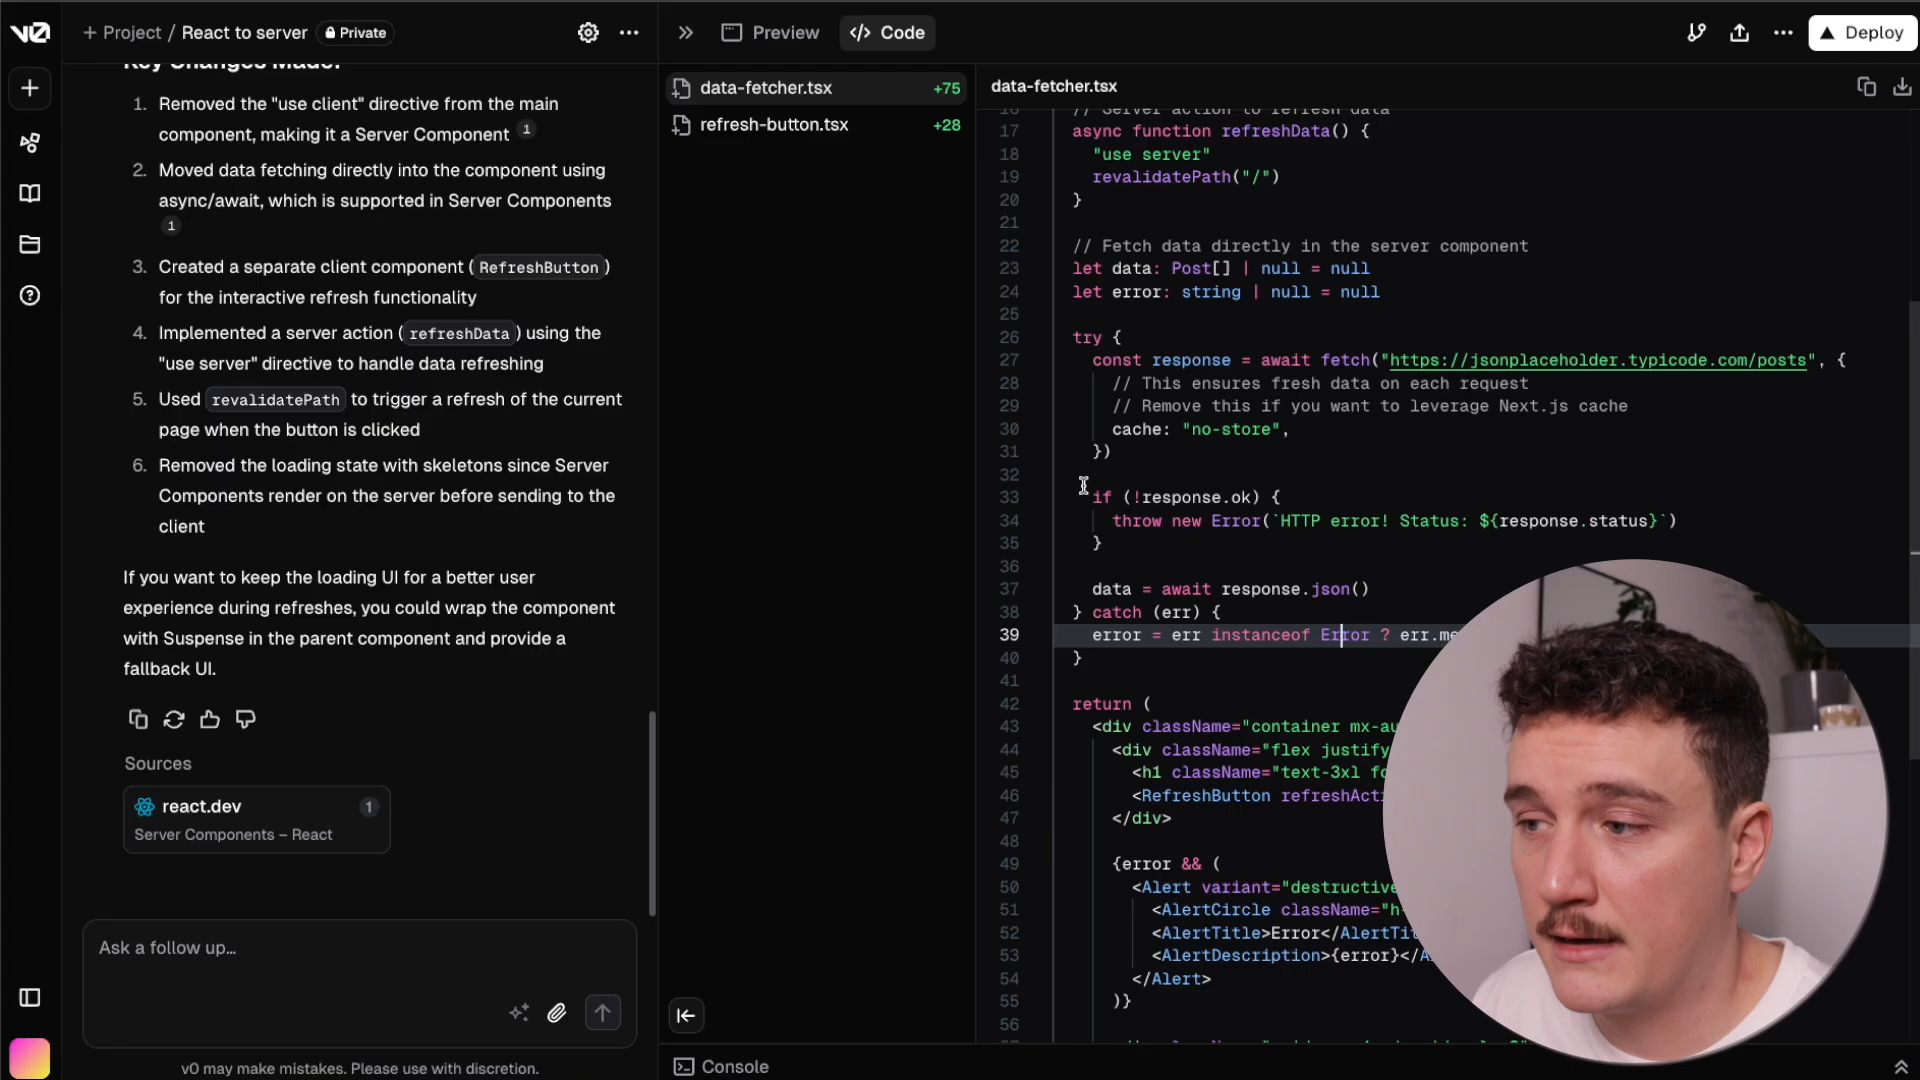 v0
+ Project / React to server
Private
Preview
</> Code
Deploy
Key Changes Made:
1. Removed the "use client" directive from the main
component, making it a Server Component 1
2. Moved data fetching directly into the component using
async/await, which is supported in Server Components
1
3. Created a separate client component ( RefreshButton )
for the interactive refresh functionality
4. Implemented a server action ( refreshData ) using the
"use server" directive to handle data refreshing
5. Used revalidatePath to trigger a refresh of the current
page when the button is clicked
6. Removed the loading state with skeletons since Server
Components render on the server before sending to the
client
If you want to keep the loading UI for a better user
experience during refreshes, you could wrap the component
with Suspense in the parent component and provide a
fallback UI.
Sources
react.dev 1
Server Components – React
Ask a follow up...
v0 may make mistakes. Please use with discretion.
data-fetcher.tsx +75
refresh-button.tsx +28
data-fetcher.tsx
16 // Server action to refresh data
17 async function refreshData() {
18 "use server"
19 revalidatePath("/")
20 }
21
22 // Fetch data directly in the server component
23 let data: Post[] | null = null
24 let error: string | null = null
25
26 try {
27 const response = await fetch("https://jsonplaceholder.typicode.com/posts", {
28 // This ensures fresh data on each request
29 // Remove this if you want to leverage Next.js cache
30 cache: "no-store",
31 })
32
33 if (!response.ok) {
34 throw new Error(`HTTP error! Status: ${response.status}`)
35 }
36
37 data = await response.json()
38 } catch (err) {
39 error = err instanceof Error ? err.me
40 }
41
42 return (
43 <div className="container mx-au
44 <div className="flex justify
45 <h1 className="text-3xl fo
46 <RefreshButton refreshActi
47 </div>
48
49 {error && (
50 <Alert variant="destructive
51 <AlertCircle className="h-
52 <AlertTitle>Error</AlertTit
53 <AlertDescription>{error}</A
54 </Alert>
55 )}
56
Console